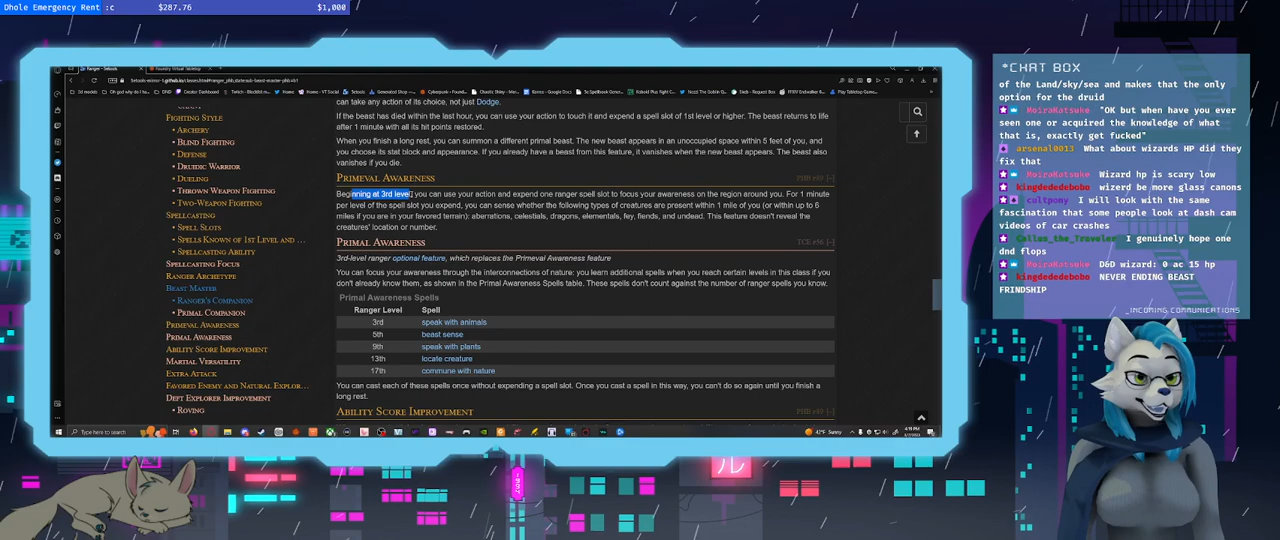 Dhole Emergency Rent :c $287.76 $1,000
can take any action of its choice, not just Dodge.
If the beast has died within the last hour, you can use your action to touch it and expend a spell slot of 1st level or higher. The beast returns to life
after 1 minute with all its hit points restored.
When you finish a long rest, you can summon a different primal beast. The new beast appears in an unoccupied space within 5 feet of you, and
you choose its stat block and appearance. If you already have a beast from this feature, it vanishes when the new beast appears. The beast also
vanishes if you die.
PRIMEVAL AWARENESS
Beginning at 3rd level, you can use your action and expend one ranger spell slot to focus your awareness on the region around you. For 1 minute
per level of the spell slot you expend, you can sense whether the following types of creatures are present within 1 mile of you (or within up to 6
miles if you are in your favored terrain): aberrations, celestials, dragons, elementals, fey, fiends, and undead. This feature doesn't reveal the
creatures' location or number.
PRIMAL AWARENESS
3rd-level ranger optional feature, which replaces the Primeval Awareness feature
You can focus your awareness through the interconnections of nature: you learn additional spells when you reach certain levels in this class if you
don't already know them, as shown in the Primal Awareness Spells table. These spells don't count against the number of ranger spells you know.
Primal Awareness Spells
Ranger Level Spell
3rd speak with animals
5th beast sense
9th speak with plants
13th locate creature
17th commune with nature
You can cast each of these spells once without expending a spell slot. Once you cast a spell in this way, you can't do so again until you finish a
long rest.
ABILITY SCORE IMPROVEMENT
FIGHTING STYLE
• ARCHERY
• BLIND FIGHTING
• DEFENSE
• DRUIDIC WARRIOR
• DUELING
• THROWN WEAPON FIGHTING
• TWO-WEAPON FIGHTING
SPELLCASTING
• SPELL SLOTS
• SPELLS KNOWN OF 1ST LEVEL AND ...
• SPELLCASTING ABILITY
SPELLCASTING FOCUS
RANGER ARCHETYPE
BEAST MASTER
• RANGER'S COMPANION
• PRIMAL COMPANION
PRIMEVAL AWARENESS
PRIMAL AWARENESS
ABILITY SCORE IMPROVEMENT
MARTIAL VERSATILITY
EXTRA ATTACK
FAVORED ENEMY AND NATURAL EXPLOR...
DEFT EXPLORER IMPROVEMENT
• ROVING
Type here to search
42°F Sunny
*CHAT BOX
of the Land/sky/sea and makes that the only
option for the druid
MoiraKatsuke "OK but when have you ever
seen one or acquired the knowledge of what
that is, exactly get fucked"
arsenal0013 What about wizards HP did they
fix that
MoiraKatsuke Wizard hp is scary low
kingdededebobo wizerd be more glass canons
cultpony I will look with the same
fascination that some people look at dash cam
videos of car crashes
I genuinely hope one
dnd flops
MoiraKatsuke D&D wizard: 0 ac 15 hp
kingdededebobo NEVER ENDING BEAST
FRINDSHIP
_INCOMING COMMUNICATIONS